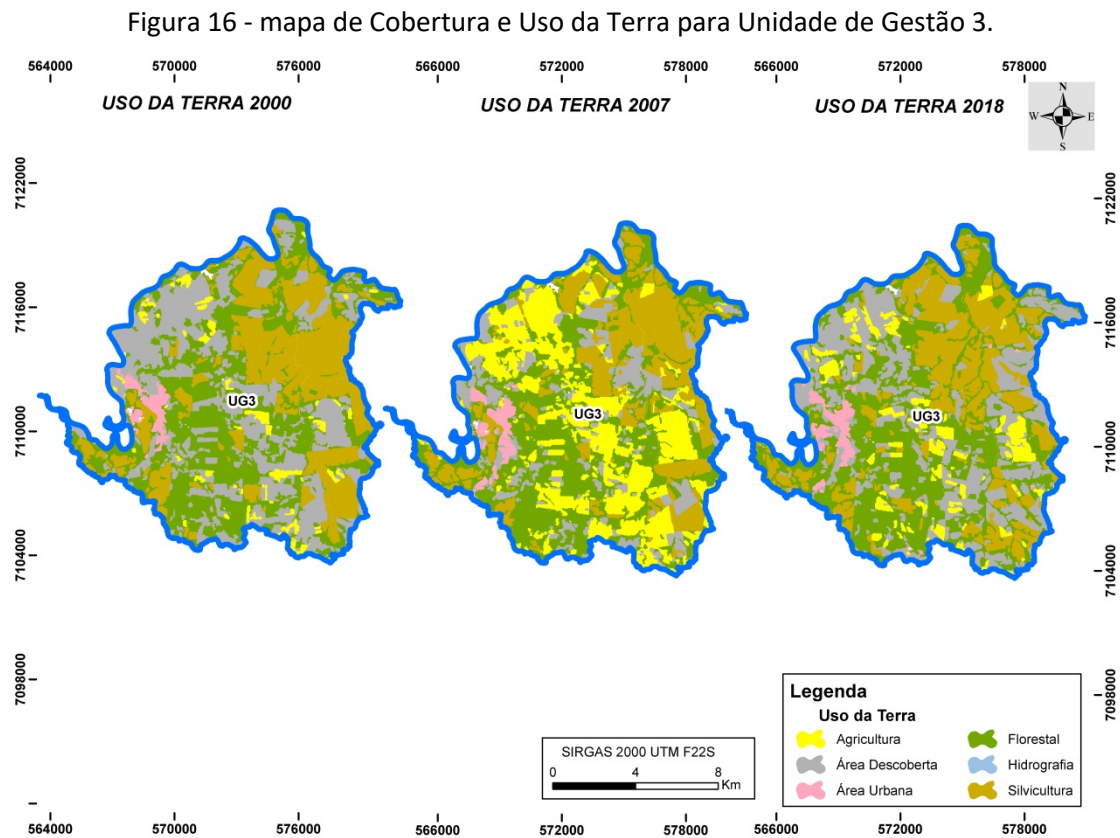 Figura 16 - mapa de Cobertura e Uso da Terra para Unidade de Gestão 3.
564000 570000 576000 566000 572000 578000 566000 572000 578000
USO DA TERRA 2000 USO DA TERRA 2007 USO DA TERRA 2018
N
W E
S
7122000 7122000
7116000 7116000
UG3 UG3 UG3
7110000 7110000
7104000 7104000
7098000 7098000
Legenda
Uso da Terra
Agricultura Florestal
Área Descoberta Hidrografia
Área Urbana Silvicultura
SIRGAS 2000 UTM F22S
0 4 8
Km
564000 570000 576000 566000 572000 578000 566000 572000 578000